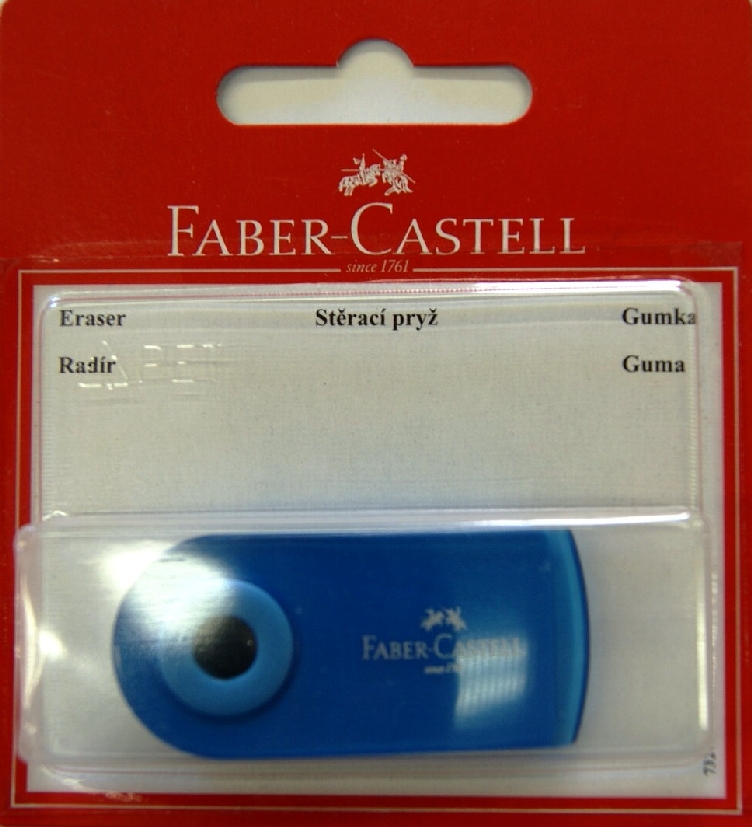 FABER-CASTELL
since 1761
Eraser Stěrací pryž Gumka
Radír Guma
FABER-CASTELL